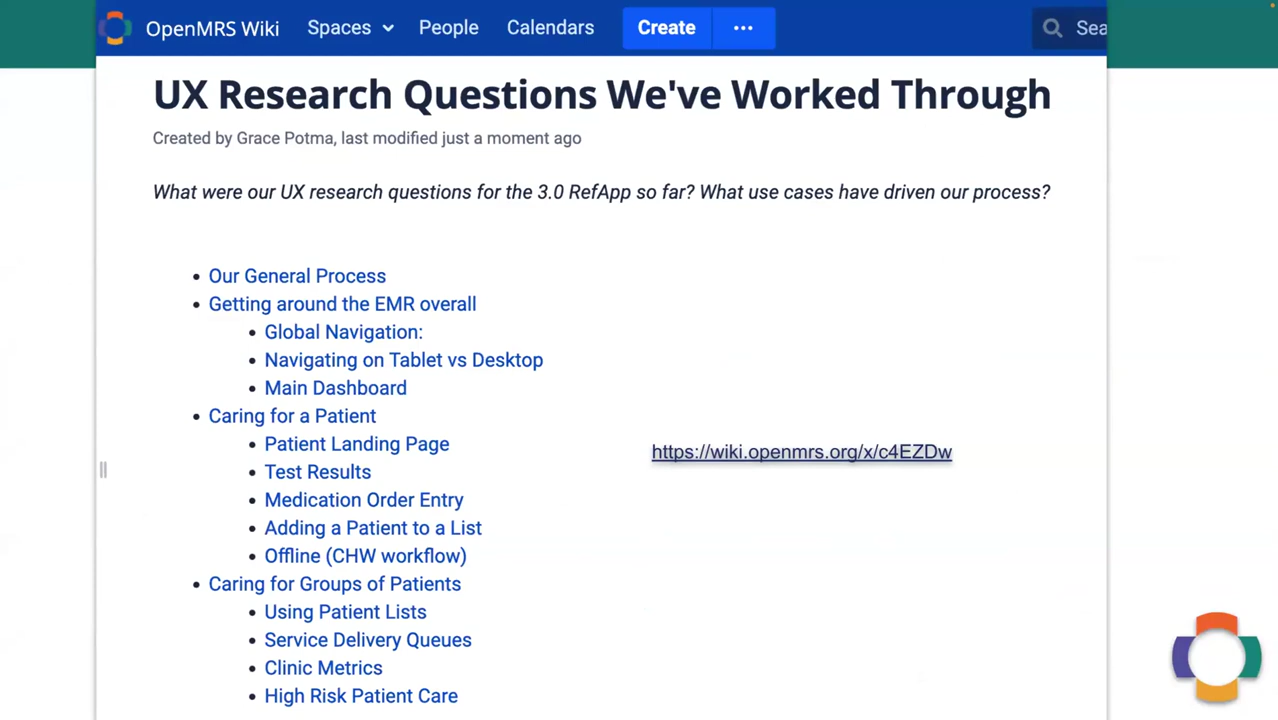 OpenMRS Wiki Spaces People Calendars Create ••• Sea
UX Research Questions We've Worked Through
Created by Grace Potma, last modified just a moment ago
What were our UX research questions for the 3.0 RefApp so far? What use cases have driven our process?
• Our General Process
• Getting around the EMR overall
• Global Navigation:
• Navigating on Tablet vs Desktop
• Main Dashboard
• Caring for a Patient
• Patient Landing Page
https://wiki.openmrs.org/x/c4EZDw
• Test Results
• Medication Order Entry
• Adding a Patient to a List
• Offline (CHW workflow)
• Caring for Groups of Patients
• Using Patient Lists
• Service Delivery Queues
• Clinic Metrics
• High Risk Patient Care